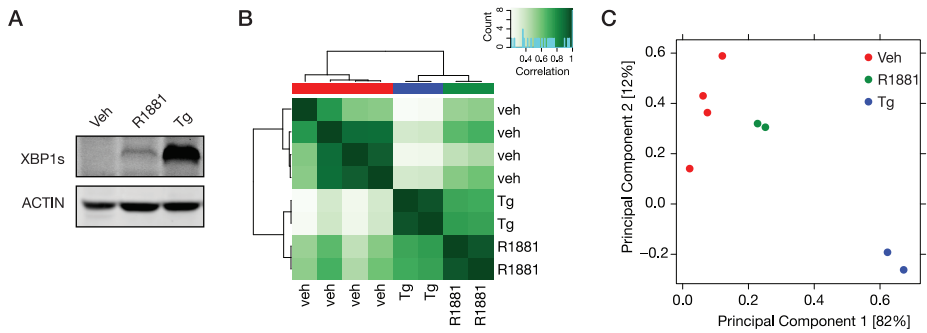 A
Veh
R1881
Tg
XBP1s
ACTIN
B
Count
0 2 4 6 8
0.4 0.6 0.8 1
Correlation
veh
veh
veh
veh
Tg
Tg
R1881
R1881
veh
veh
veh
veh
Tg
Tg
R1881
R1881
C
Principal Component 2 [12%]
0.6
0.4
0.2
0.0
−0.2
Veh
R1881
Tg
0.0 0.2 0.4 0.6
Principal Component 1 [82%]